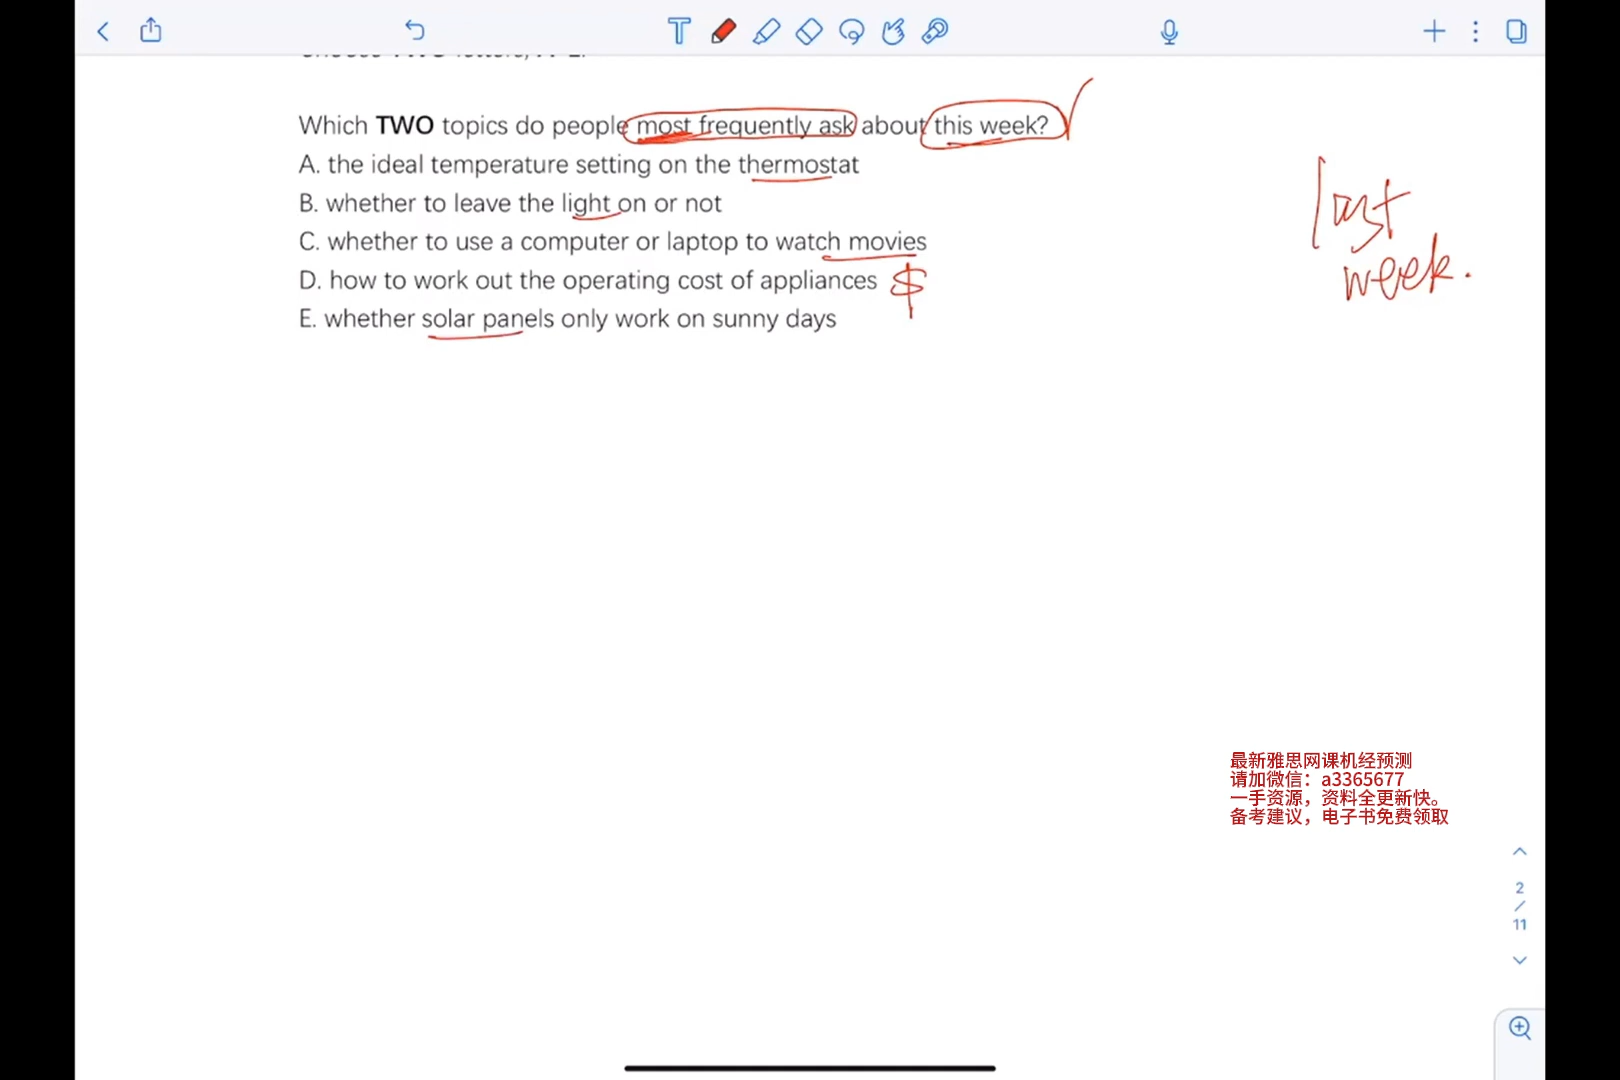 Which TWO topics do people most frequently ask about this week?
A. the ideal temperature setting on the thermostat
B. whether to leave the light on or not
C. whether to use a computer or laptop to watch movies
D. how to work out the operating cost of appliances $
E. whether solar panels only work on sunny days
last
week.
最新雅思网课机经预测
请加微信：a3365677
一手资源，资料全更新快。
备考建议，电子书免费领取
2
/
11